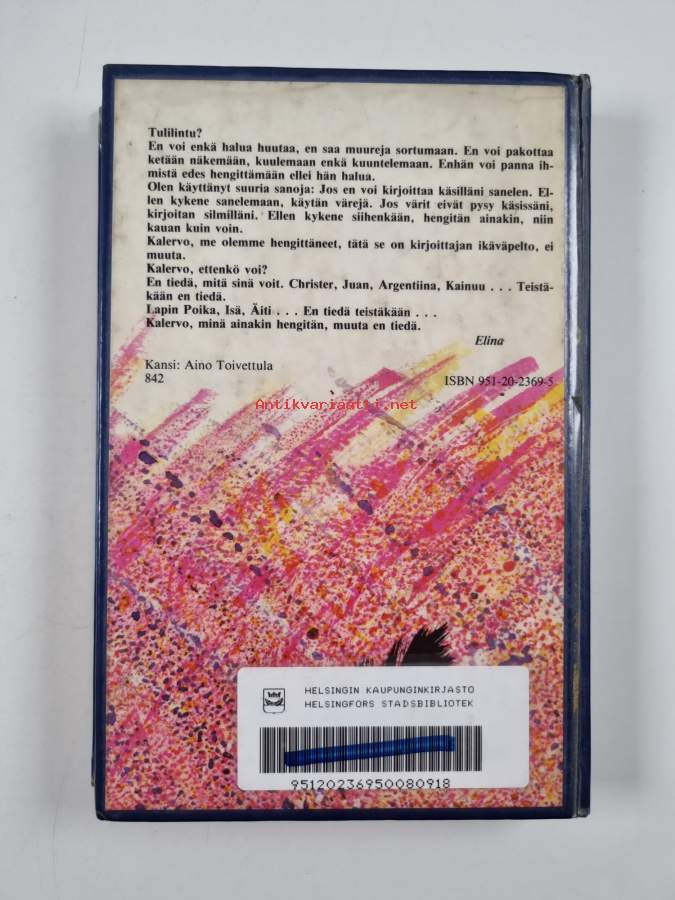 Tulilintu?
En voi enkä halua huutaa, en saa muureja sortumaan. En voi pakottaa
ketään näkemään, kuulemaan enkä kuuntelemaan. Enhän voi panna ih-
mistä edes hengittämään ellei hän halua.
Olen käyttänyt suuria sanoja: Jos en voi kirjoittaa käsilläni sanelen. El-
len kykene sanelemaan, käytän värejä. Jos värit eivät pysy käsissäni,
kirjoitan silmilläni. Ellen kykene siihenkään, hengitän ainakin, niin
kauan kuin voin.
Kalervo, me olemme hengittäneet, tätä se on kirjoittajan ikäväpelto, ei
muuta.
Kalervo, ettenkö voi?
En tiedä, mitä sinä voit. Christer, Juan, Argentiina, Kainuu . . . Teistä-
kään en tiedä.
Lapin Poika, Isä, Äiti . . . En tiedä teistäkään . . .
Kalervo, minä ainakin hengitän, muuta en tiedä.
Elina
Kansi: Aino Toivettula
842
ISBN 951-20-2369-5
Antikvariaatti.net
HELSINGIN KAUPUNGINKIRJASTO
HELSINGFORS STADSBIBLIOTEK
95120236950080918